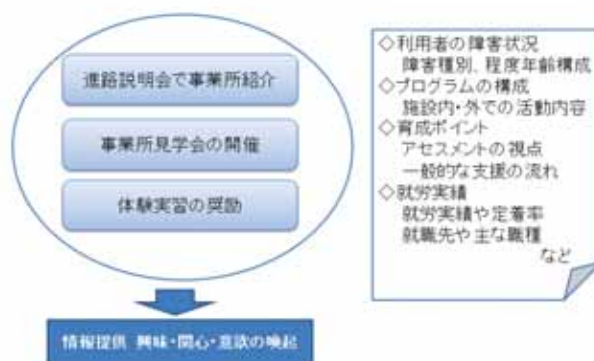 進路説明会で事業所紹介
事業所見学会の開催
体験実習の奨励
情報提供 興味・関心・意欲の喚起
◇利用者の障害状況
障害種別、程度年齢構成
◇プログラムの構成
施設内・外での活動内容
◇育成ポイント
アセスメントの視点
一般的な支援の流れ
◇就労実績
就労実績や定着率
就職先や主な職種
など